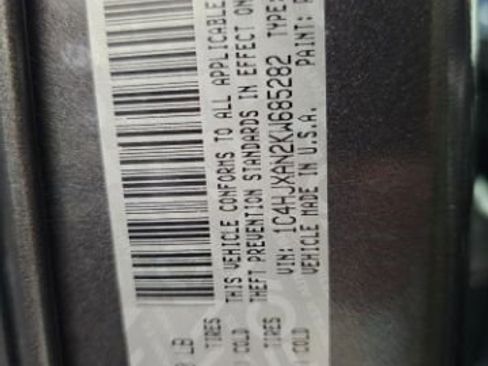 THIS VEHICLE CONFORMS TO ALL APPLICABLE
THEFT PREVENTION STANDARDS IN EFFECT ON
VIN: 1C4HJXAN2KW685282 TYPE:
VEHICLE MADE IN U.S.A. PAINT:
LB
TIRES
COLD
TIRES
COLD